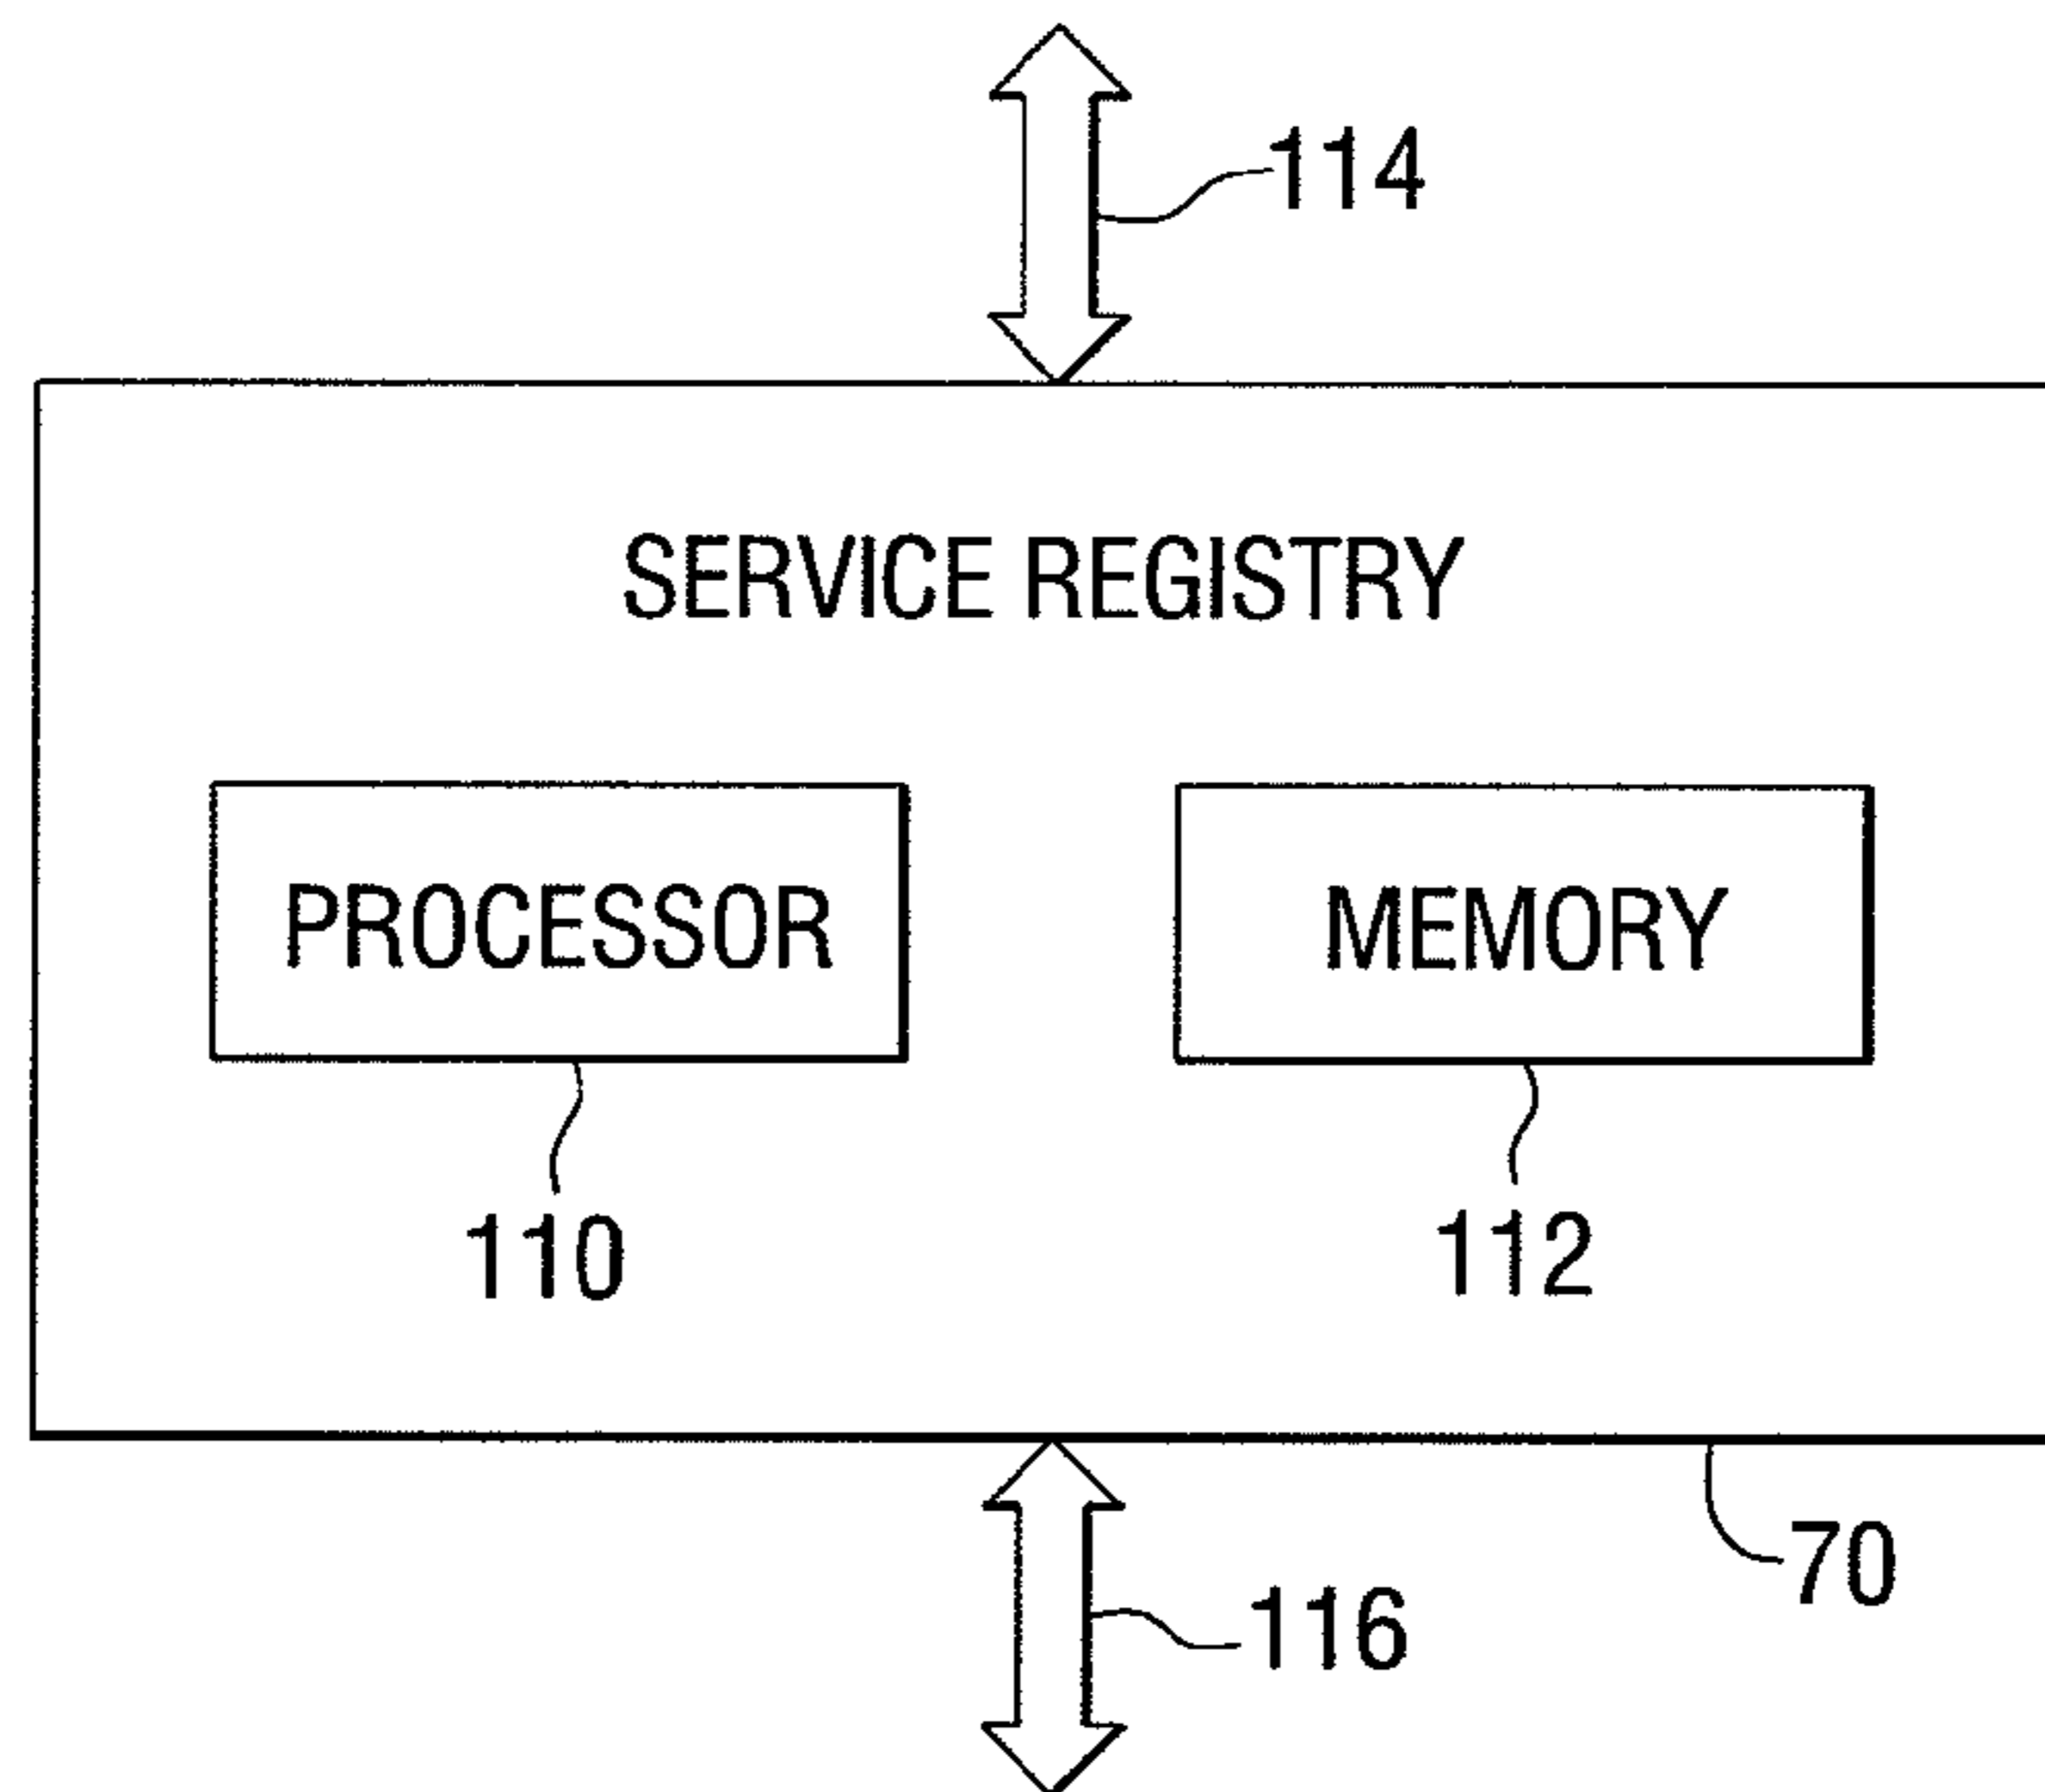 114
SERVICE REGISTRY
PROCESSOR
MEMORY
110
112
70
116